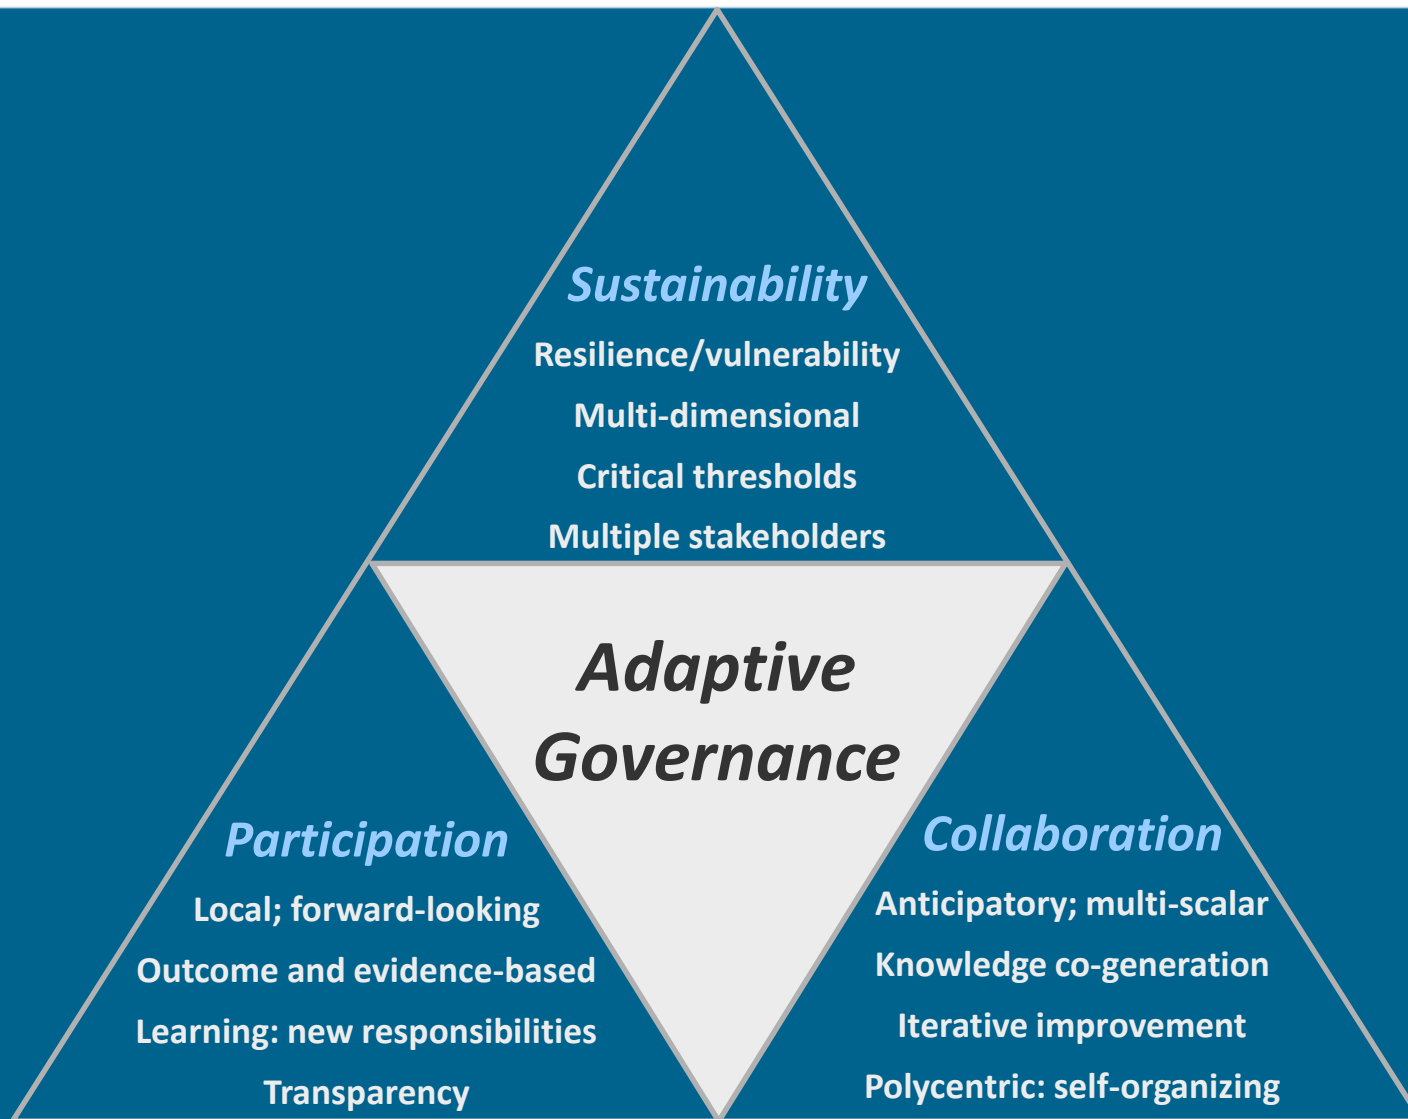 Sustainability
Resilience/vulnerability
Multi-dimensional
Critical thresholds
Multiple stakeholders
Adaptive
Governance
Participation
Local; forward-looking
Outcome and evidence-based
Learning: new responsibilities
Transparency
Collaboration
Anticipatory; multi-scalar
Knowledge co-generation
Iterative improvement
Polycentric: self-organizing